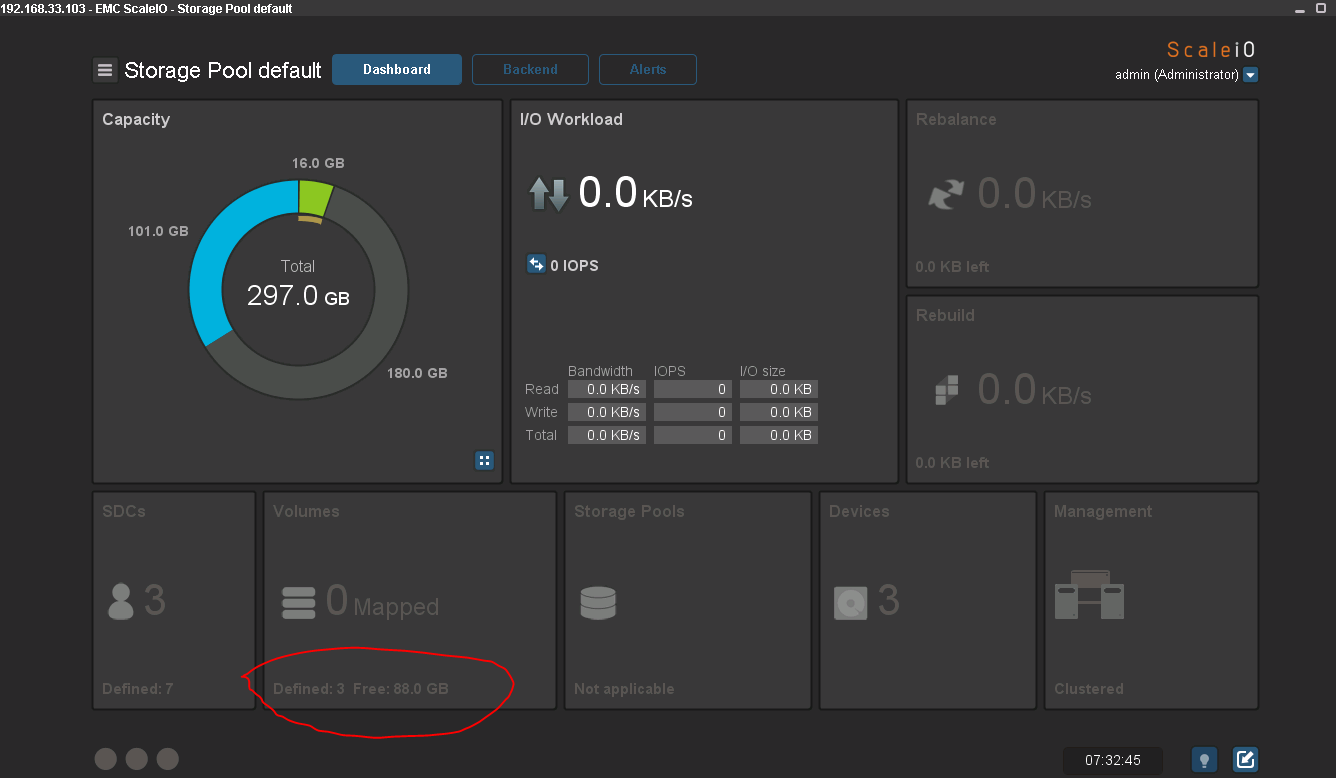 192.168.33.103 - EMC ScaleIO - Storage Pool default
ScaleiO
Storage Pool default Dashboard Backend Alerts
admin (Administrator)
Capacity
16.0 GB
101.0 GB
Total
297.0 GB
180.0 GB
I/O Workload
0.0 KB/s
0 IOPS
Bandwidth IOPS I/O size
Read 0.0 KB/s 0 0.0 KB
Write 0.0 KB/s 0 0.0 KB
Total 0.0 KB/s 0 0.0 KB
Rebalance
0.0 KB/s
0.0 KB left
Rebuild
0.0 KB/s
0.0 KB left
SDCs
3
Defined: 7
Volumes
0 Mapped
Defined: 3 Free: 88.0 GB
Storage Pools
Not applicable
Devices
3
Management
Clustered
07:32:45